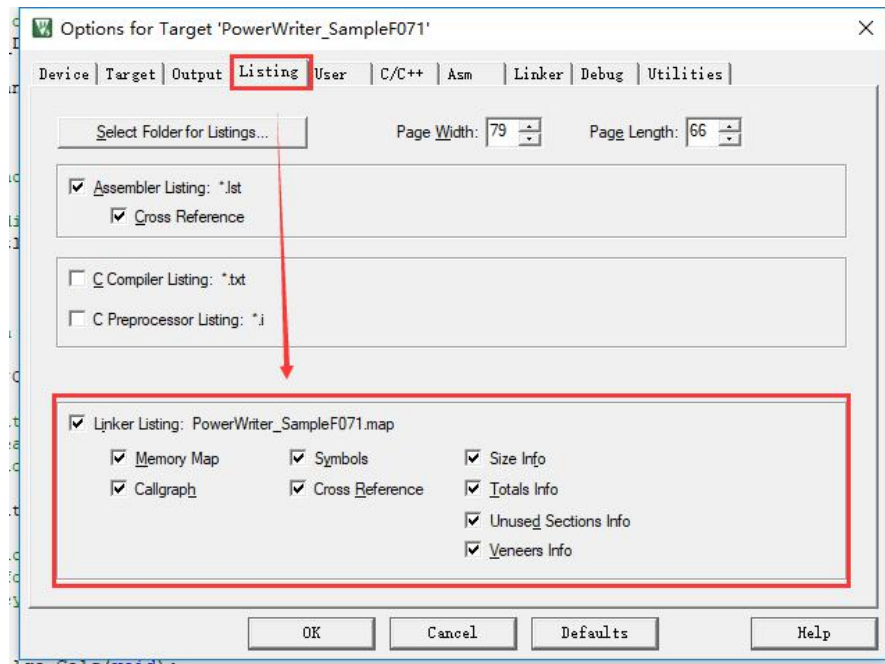 Options for Target 'PowerWriter_SampleF071'
Device Target Output Listing User C/C++ Asm Linker Debug Utilities
Select Folder for Listings... Page Width: 79 Page Length: 66
Assembler Listing: *.lst
Cross Reference
C Compiler Listing: *.txt
C Preprocessor Listing: *.i
Linker Listing: PowerWriter_SampleF071.map
Memory Map Symbols Size Info
Callgraph Cross Reference Totals Info
Unused Sections Info
Veneers Info
OK Cancel Defaults Help